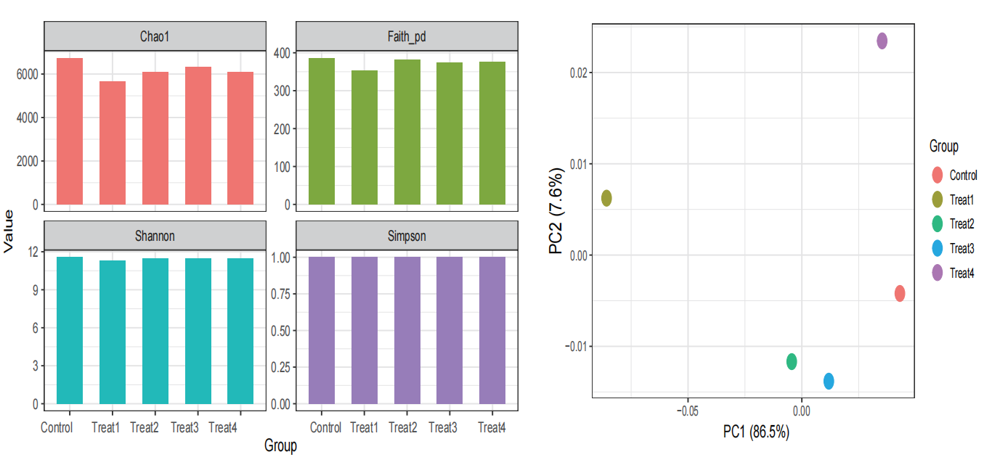 Chao1
Faith_pd
6000
4000
2000
0
400
300
200
100
0
Value
Shannon
Simpson
12
9
6
3
0
1.00
0.75
0.50
0.25
0.00
Control Treat1 Treat2 Treat3 Treat4
Control Treat1 Treat2 Treat3 Treat4
Group
0.02
0.01
0.00
−0.01
PC2 (7.6%)
−0.05 0.00
PC1 (86.5%)
Group
Control
Treat1
Treat2
Treat3
Treat4